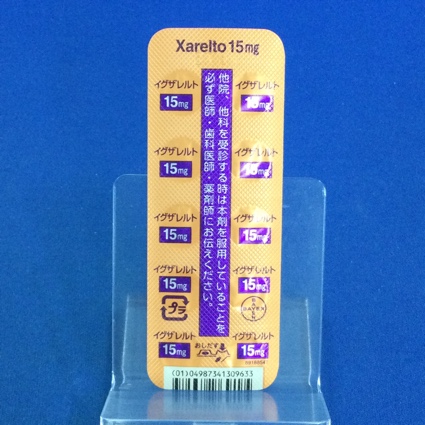 Xarelto 15mg
イグザレルト
15mg
イグザレルト
15mg
イグザレルト
15mg
イグザレルト
15mg
イグザレルト
15mg
イグザレルト
15mg
イグザレルト
15mg
イグザレルト
15mg
イグザレルト
15mg
イグザレルト
15mg
他院、他科を受診する時は本剤を服用していることを
必ず医師・歯科医師・薬剤師にお伝えください。
プラ
BAYER
おしだす
(01)04987341309633